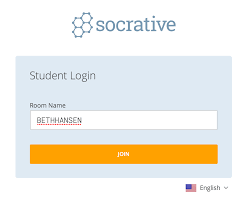 socrative
Student Login
Room Name
BETHHANSEN
JOIN
English